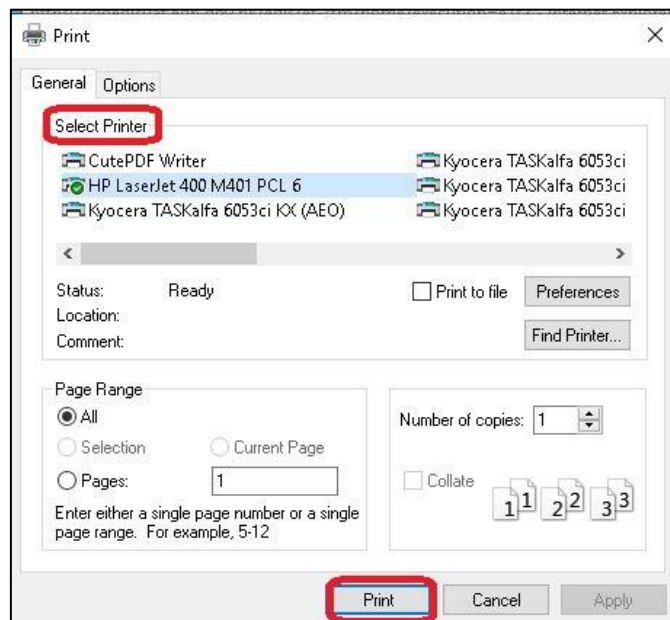 Print
General Options
Select Printer
CutePDF Writer Kyocera TASKalfa 6053ci
HP LaserJet 400 M401 PCL 6 Kyocera TASKalfa 6053ci
Kyocera TASKalfa 6053ci KX (AEO) Kyocera TASKalfa 6053ci
Status: Ready Print to file Preferences
Location:
Comment: Find Printer...
Page Range
All Number of copies: 1
Selection Current Page
Pages: 1 Collate 1 1 2 2 3 3
Enter either a single page number or a single
page range. For example, 5-12
Print Cancel Apply